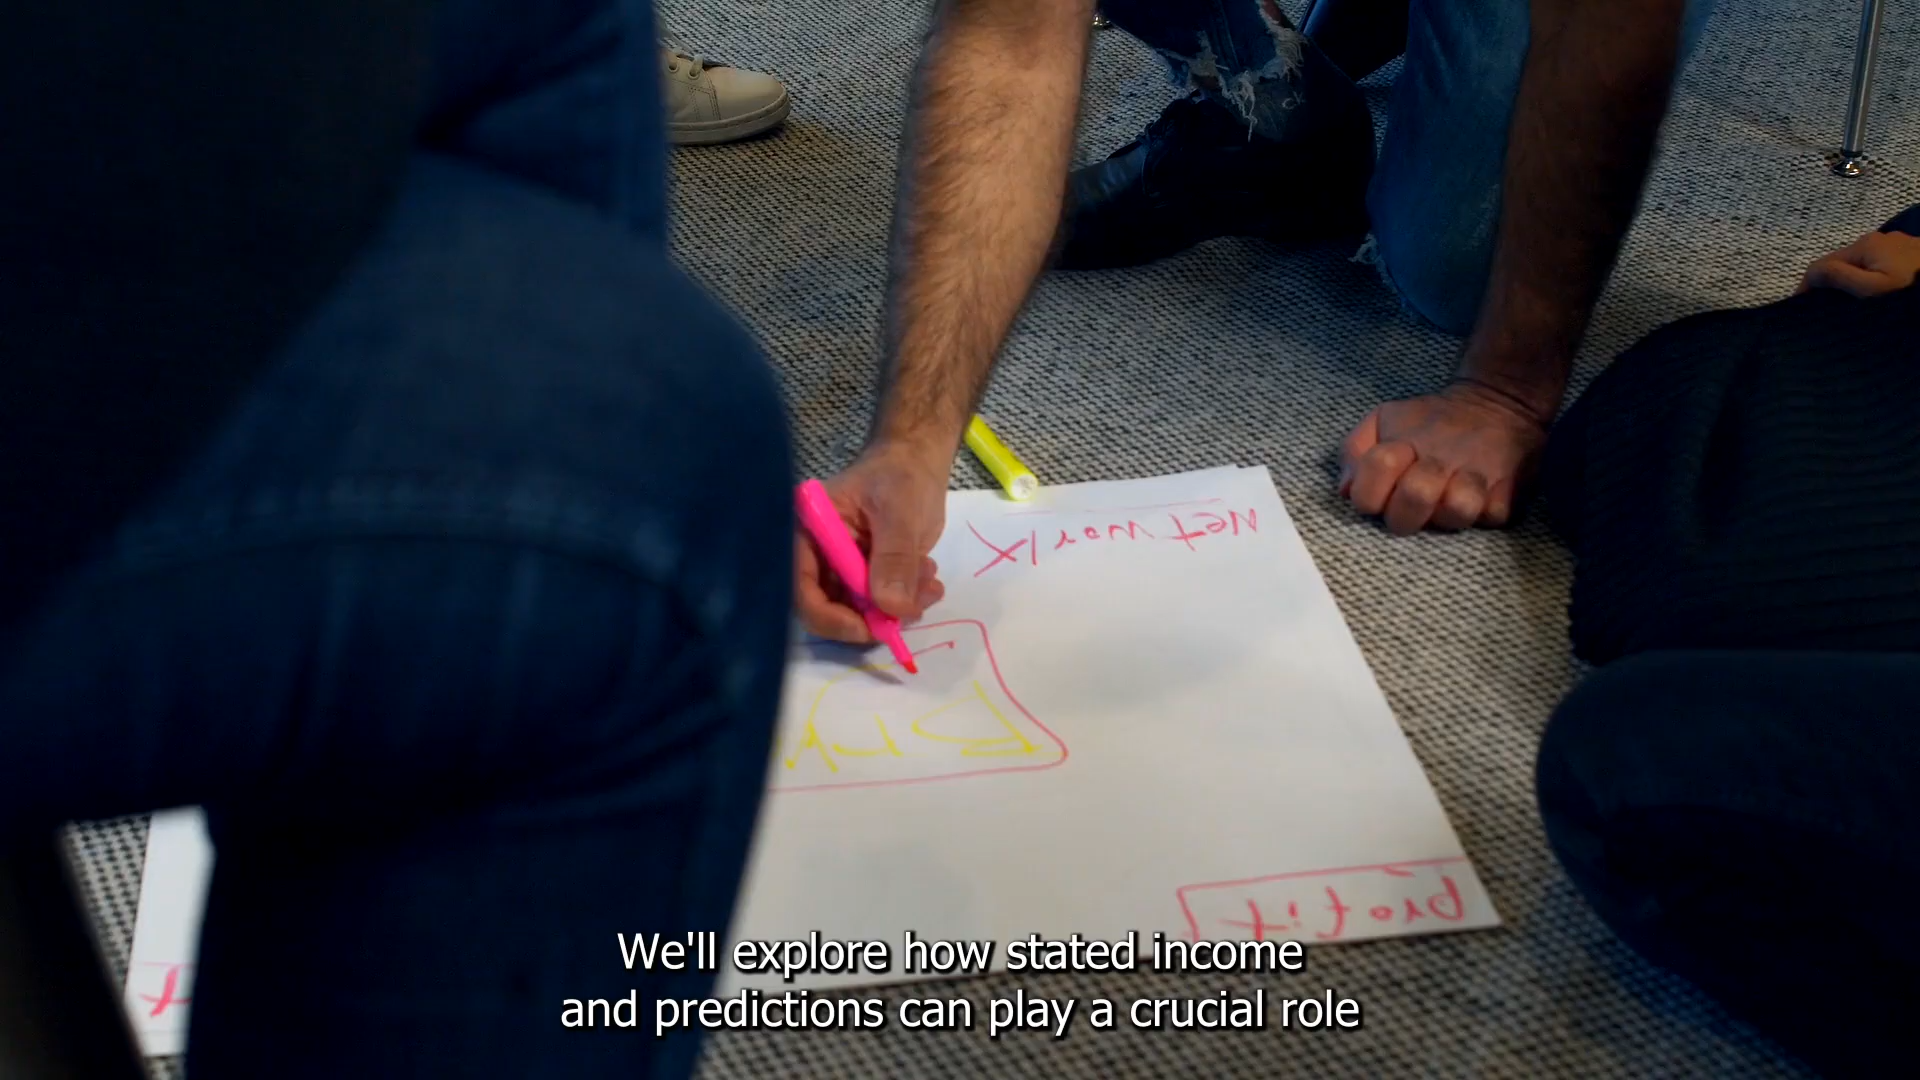 Network
profit
We'll explore how stated income
and predictions can play a crucial role